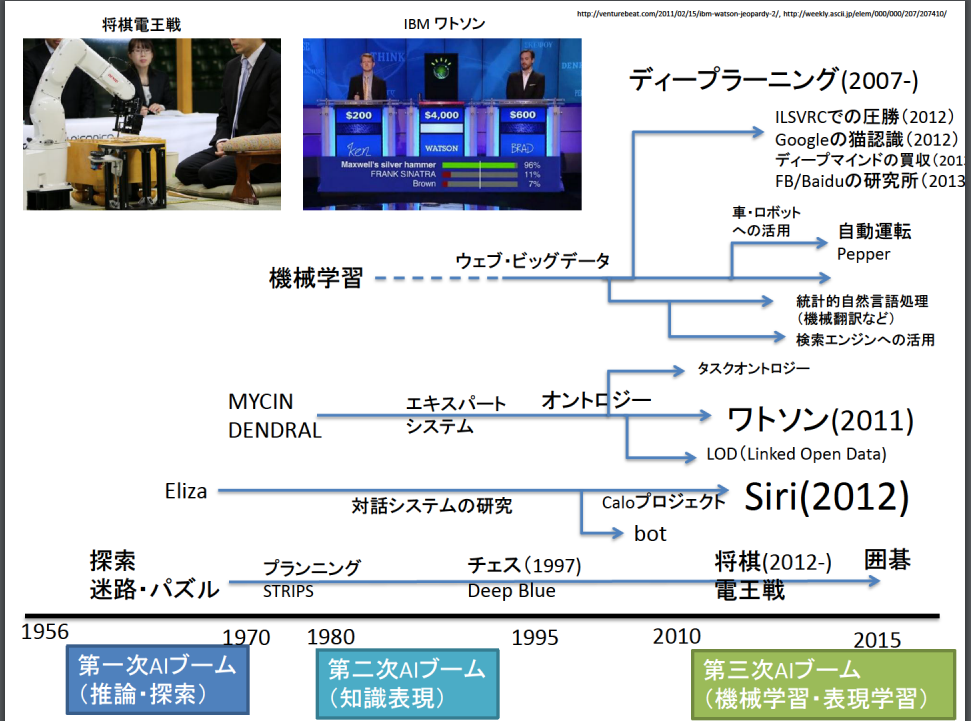 将棋電王戦
IBM ワトソン
http://venturebeat.com/2011/02/15/ibm-watson-jeopardy-2/, http://weekly.ascii.jp/elem/000/000/207/207410/
THINK
$200
$4,000
$600
Ken
WATSON
BRAD
Maxwell's silver hammer 96%
FRANK SINATRA 11%
Brown 7%
ディープラーニング(2007-)
ILSVRCでの圧勝(2012)
Googleの猫認識(2012)
ディープマインドの買収(201
FB/Baiduの研究所(2013
車・ロボット
への活用
自動運転
Pepper
ウェブ・ビッグデータ
機械学習
統計的自然言語処理
(機械翻訳など)
検索エンジンへの活用
タスクオントロジー
MYCIN
DENDRAL
エキスパート
システム
オントロジー
ワトソン(2011)
LOD(Linked Open Data)
Eliza
対話システムの研究
Caloプロジェクト
Siri(2012)
bot
探索
迷路・パズル
プランニング
STRIPS
チェス(1997)
Deep Blue
将棋(2012-)
電王戦
囲碁
1956
1970
1980
1995
2010
2015
第一次AIブーム
(推論・探索)
第二次AIブーム
(知識表現)
第三次AIブーム
(機械学習・表現学習)